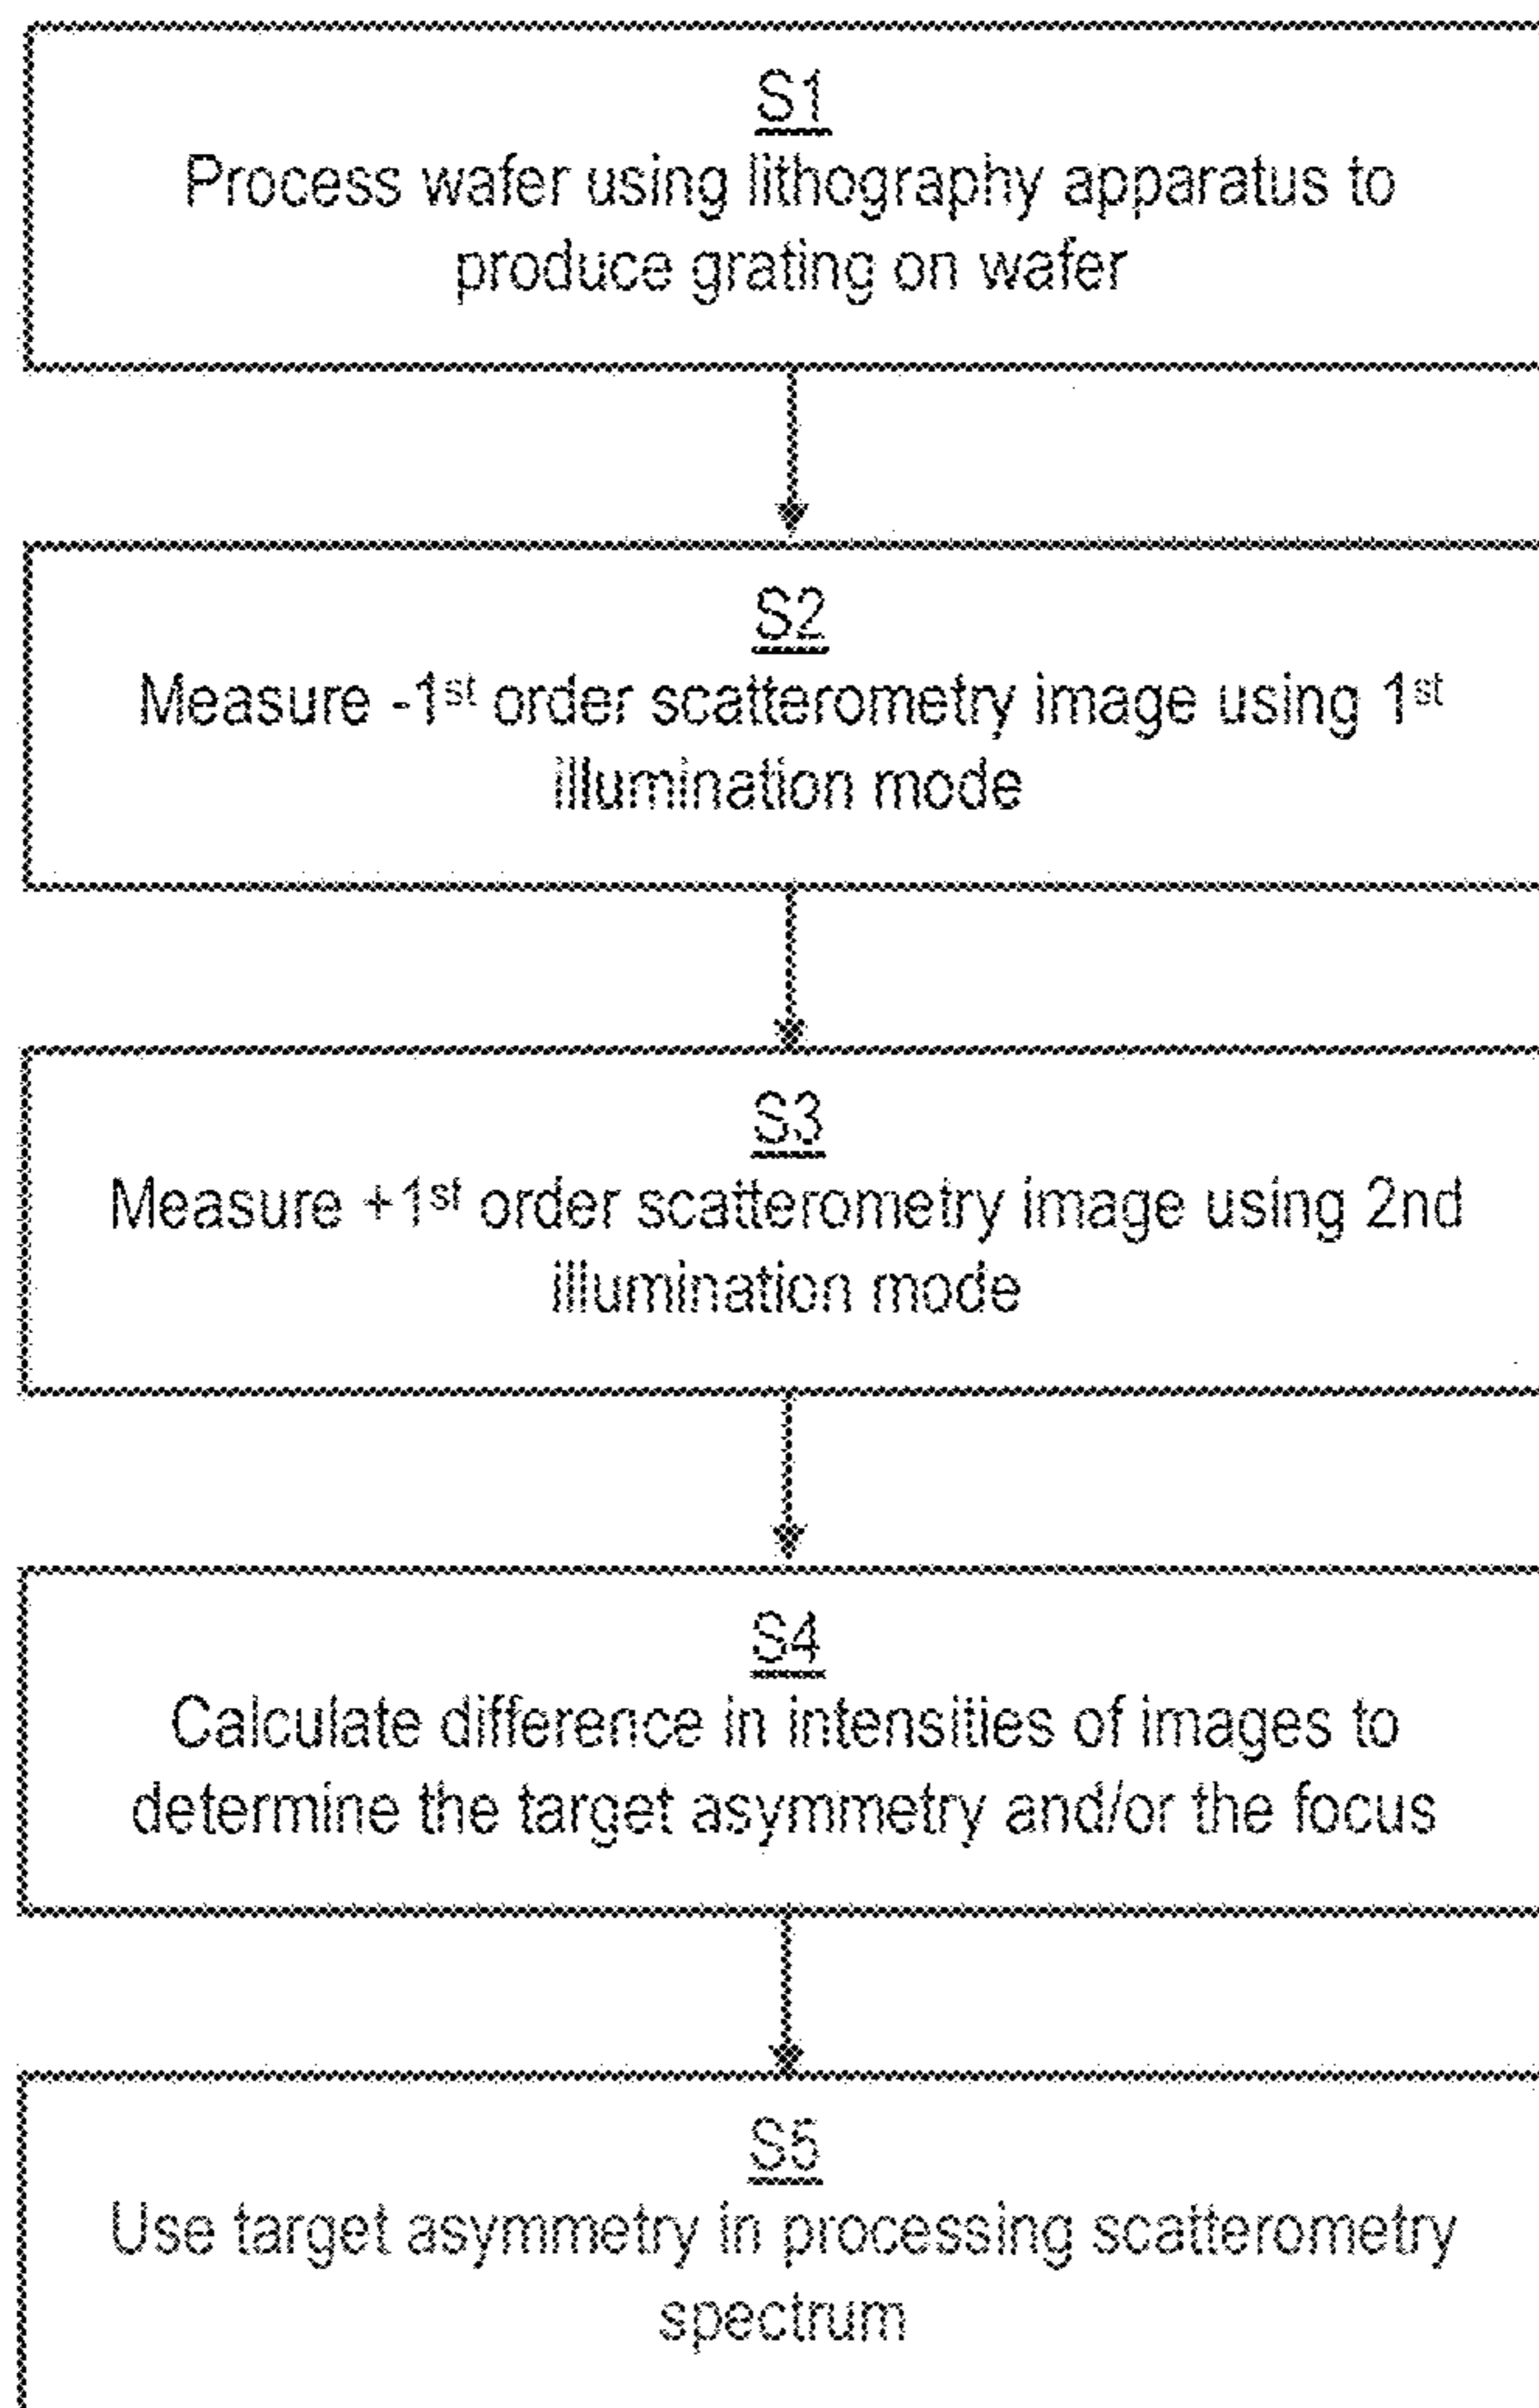 S1
Process wafer using lithography apparatus to
produce grating on wafer
S2
Measure -1st order scatterometry image using 1st
illumination mode
S3
Measure +1st order scatterometry image using 2nd
illumination mode
S4
Calculate difference in intensities of images to
determine the target asymmetry and/or the focus
S5
Use target asymmetry in processing scatterometry
spectrum